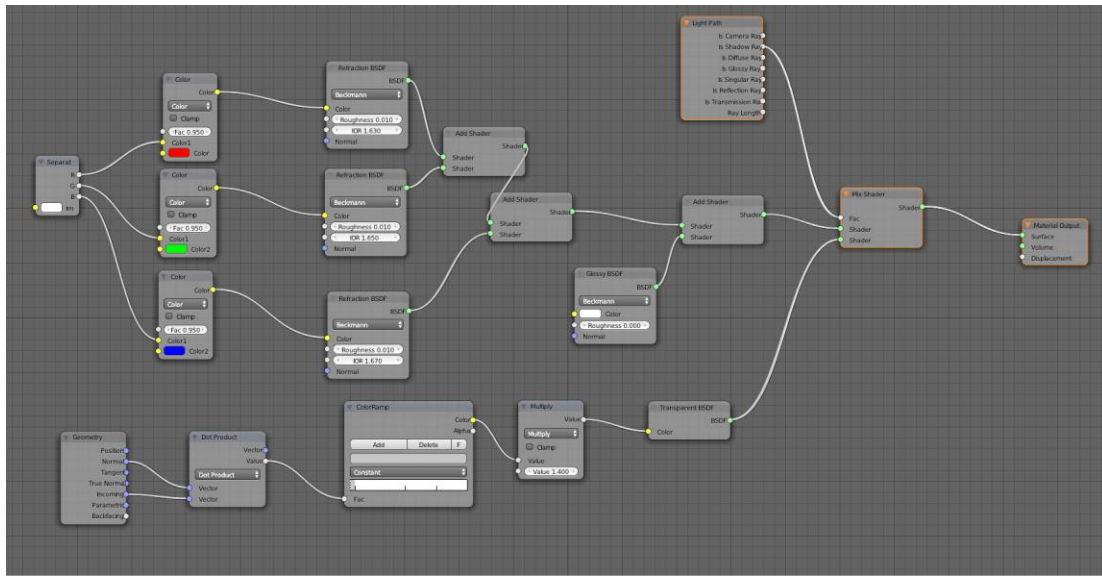 Light Path
Is Camera Ray
Is Shadow Ray
Is Diffuse Ray
Is Glossy Ray
Is Singular Ray
Is Reflection Ray
Is Transmission Ra
Ray Length
Color
Color
Color
Clamp
Fac 0.950
Color1
Color
Refraction BSDF
BSDF
Beckmann
Color
Roughness 0.010
IOR 1.630
Normal
Add Shader
Shader
Shader
Shader
Separat
R
G
B
Im
Color
Color
Color
Clamp
Fac 0.950
Color1
Color2
Refraction BSDF
BSDF
Beckmann
Color
Roughness 0.010
IOR 1.650
Normal
Add Shader
Shader
Shader
Shader
Add Shader
Shader
Shader
Shader
Mix Shader
Shader
Fac
Shader
Shader
Material Output
Surface
Volume
Displacement
Color
Color
Color
Clamp
Fac 0.950
Color1
Color2
Refraction BSDF
BSDF
Beckmann
Color
Roughness 0.010
IOR 1.670
Normal
Glossy BSDF
BSDF
Beckmann
Color
Roughness 0.000
Normal
Geometry
Position
Normal
Tangent
True Normal
Incoming
Parametric
Backfacing
Dot Product
Vector
Value
Dot Product
Vector
Vector
ColorRamp
Color
Alpha
Add Delete F
Constant
Fac
Multiply
Value
Multiply
Clamp
Value
Value 1.400
Transparent BSDF
BSDF
Color